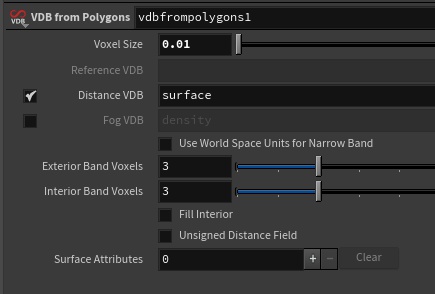 VDB VDB from Polygons vdbfrompolygons1
Voxel Size 0.01
Reference VDB
Distance VDB surface
Fog VDB density
Use World Space Units for Narrow Band
Exterior Band Voxels 3
Interior Band Voxels 3
Fill Interior
Unsigned Distance Field
Surface Attributes 0 + − Clear